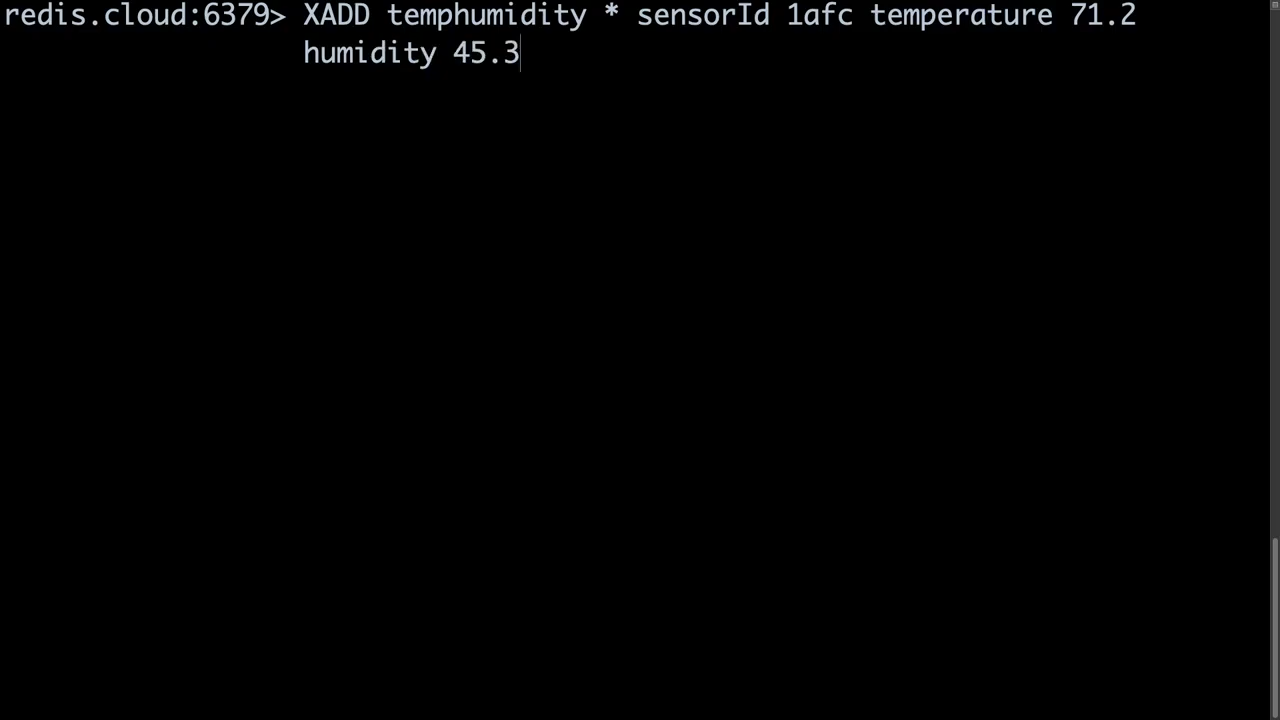 redis.cloud:6379> XADD temphumidity * sensorId 1afc temperature 71.2
humidity 45.3